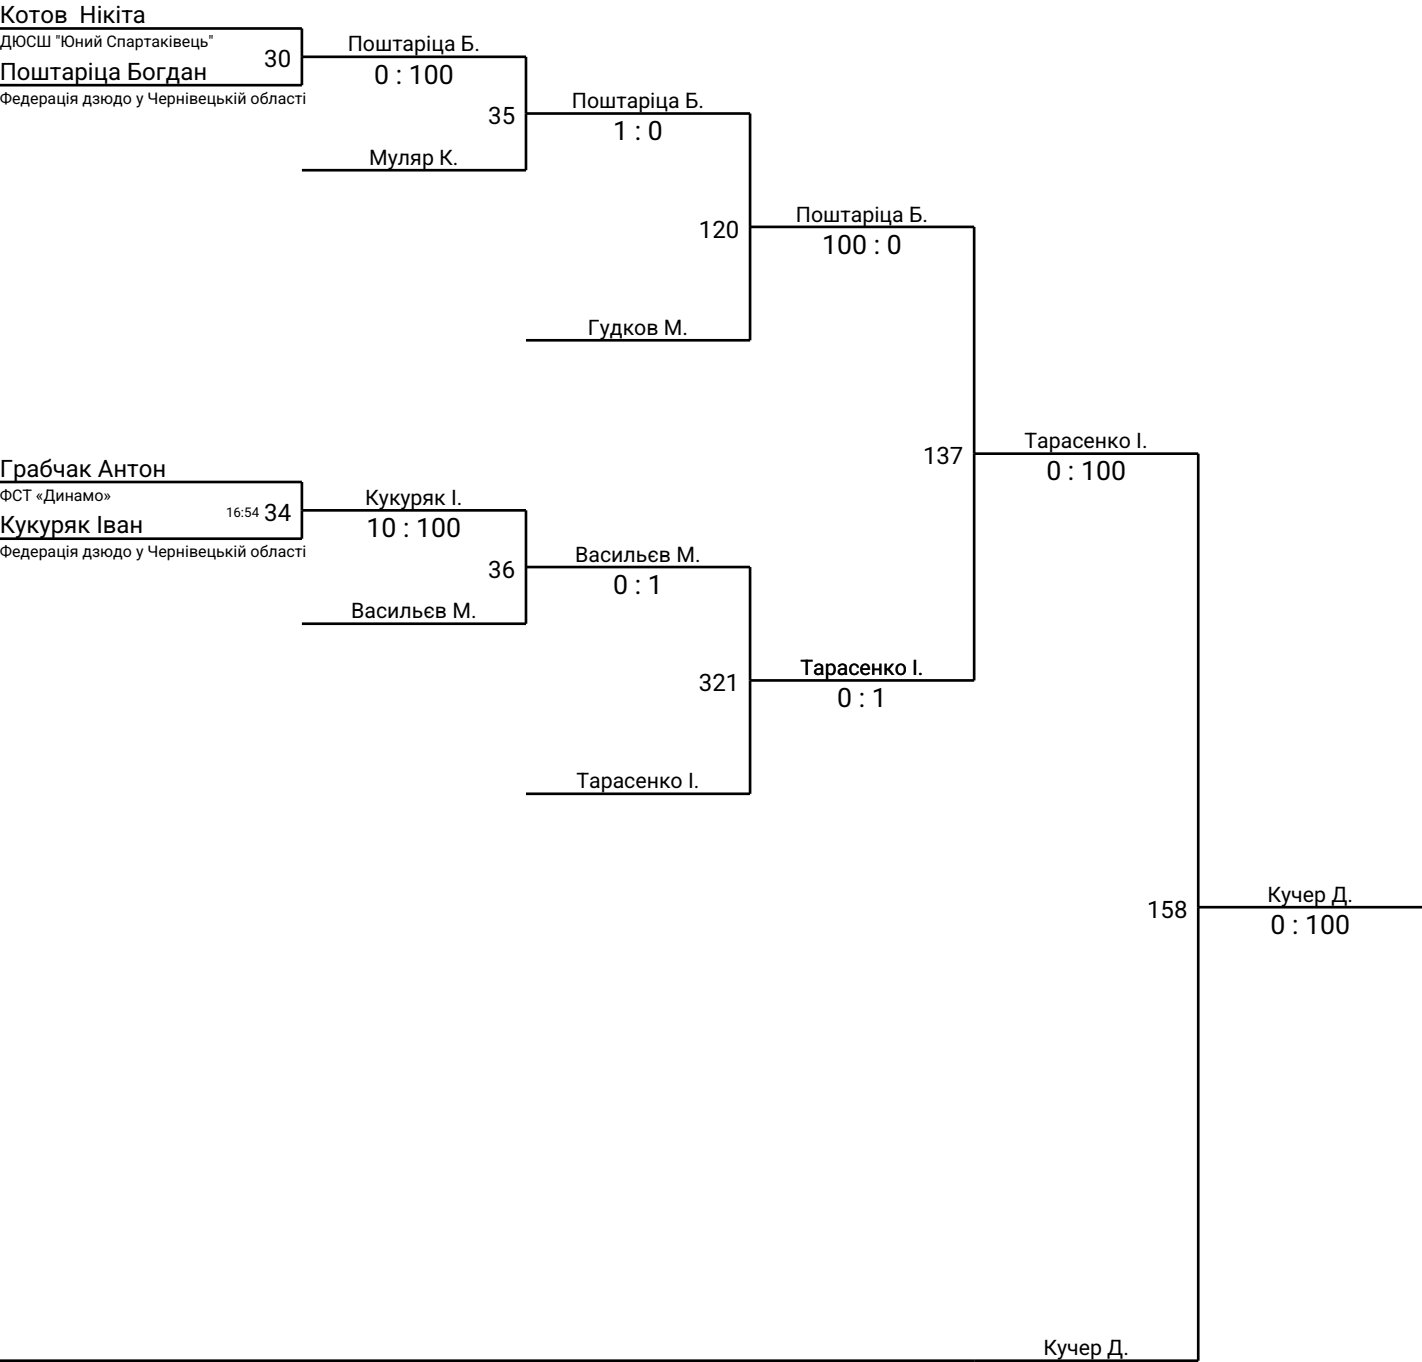 Котов  Нікіта
ДЮСШ "Юний Спартаківець"
30
Поштаріца Богдан
Федерація дзюдо у Чернівецькій області
Поштаріца Б.
0 : 100
35
Муляр К.
Поштаріца Б.
1 : 0
120
Гудков М.
Поштаріца Б.
100 : 0
137
Грабчак Антон
ФСТ «Динамо»
16:54 34
Кукуряк Іван
Федерація дзюдо у Чернівецькій області
Кукуряк І.
10 : 100
36
Васильєв М.
Васильєв М.
0 : 1
321
Тарасенко І.
Тарасенко І.
0 : 1
Тарасенко І.
0 : 100
158
Кучер Д.
0 : 100
Кучер Д.